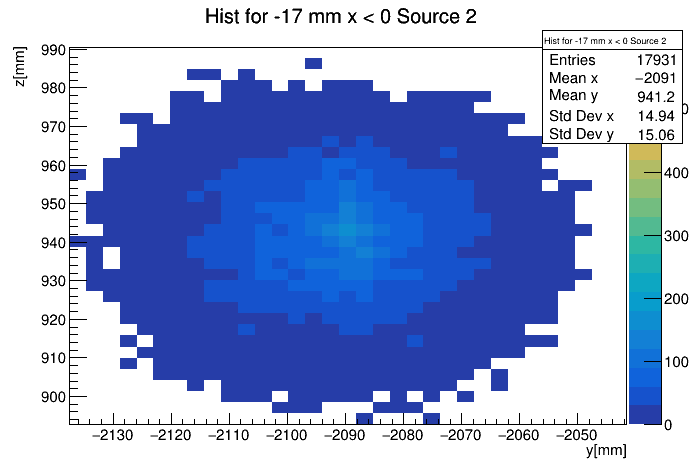 Hist for -17 mm x < 0 Source 2
z[mm]
990
980
970
960
950
940
930
920
910
900
−2130 −2120 −2110 −2100 −2090 −2080 −2070 −2060 −2050
y[mm]
Hist for -17 mm x < 0 Source 2
Entries 17931
Mean x −2091
Mean y 941.2
Std Dev x 14.94
Std Dev y 15.06
0
400
300
200
100
0